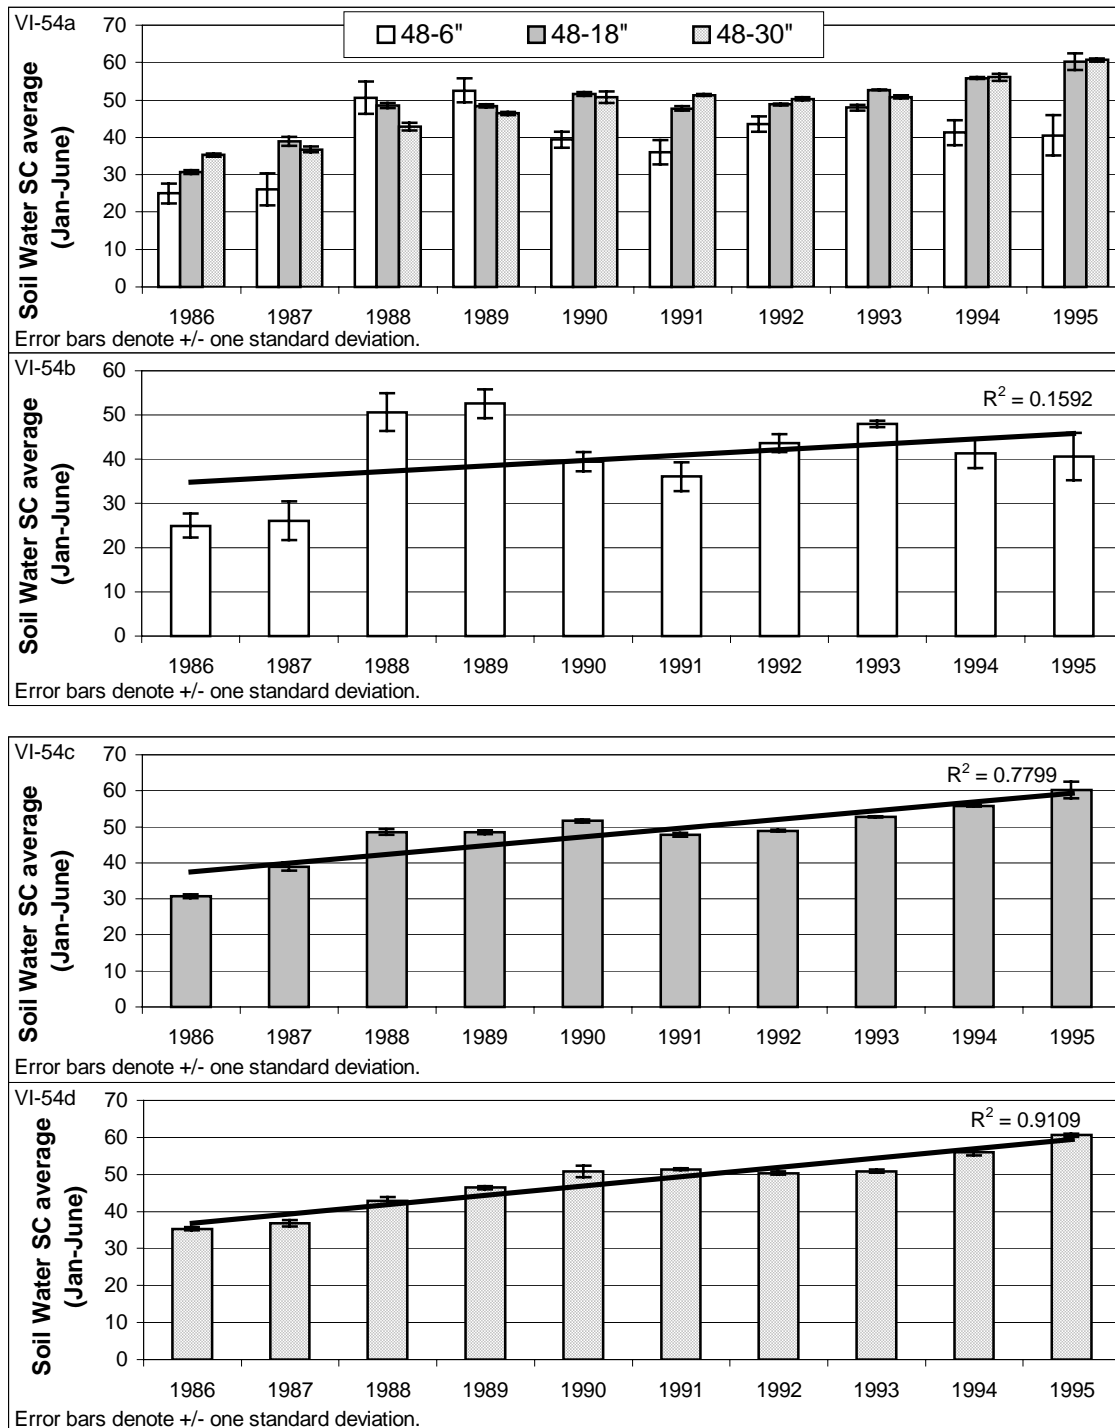 VI-54a
48-6" 48-18" 48-30"
Soil Water SC average
(Jan-June)
70
60
50
40
30
20
10
0
1986 1987 1988 1989 1990 1991 1992 1993 1994 1995
Error bars denote +/- one standard deviation.
VI-54b
Soil Water SC average
(Jan-June)
60
50
40
30
20
10
0
R² = 0.1592
1986 1987 1988 1989 1990 1991 1992 1993 1994 1995
Error bars denote +/- one standard deviation.
VI-54c
Soil Water SC average
(Jan-June)
70
60
50
40
30
20
10
0
R² = 0.7799
1986 1987 1988 1989 1990 1991 1992 1993 1994 1995
Error bars denote +/- one standard deviation.
VI-54d
Soil Water SC average
(Jan-June)
70
60
50
40
30
20
10
0
R² = 0.9109
1986 1987 1988 1989 1990 1991 1992 1993 1994 1995
Error bars denote +/- one standard deviation.